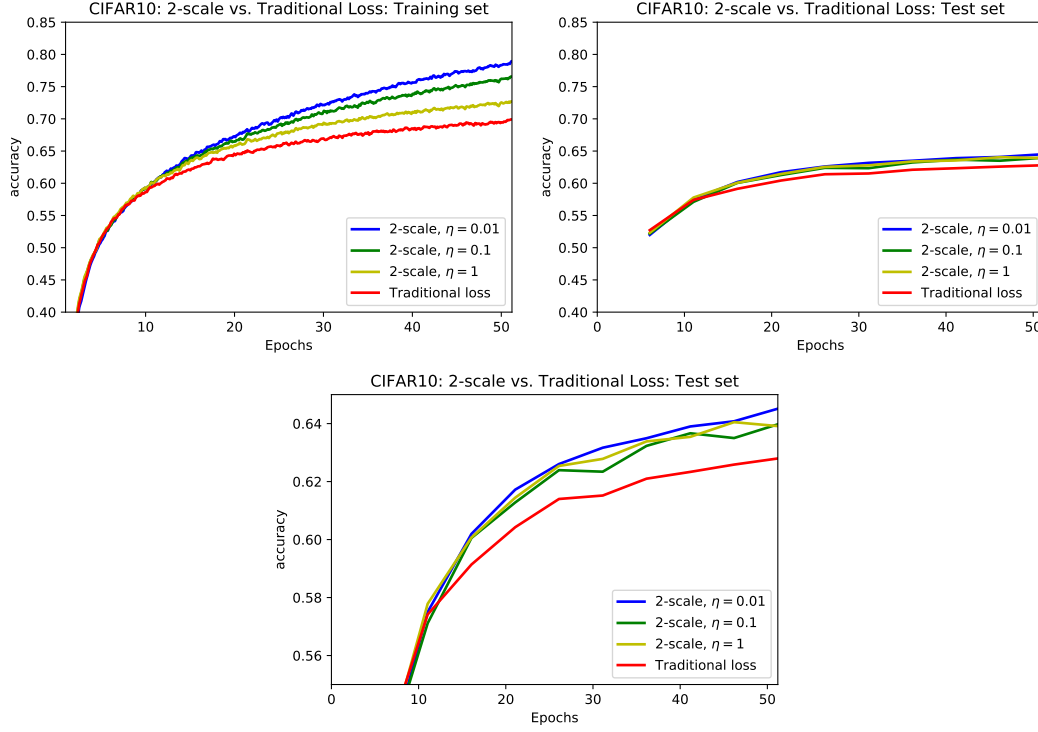 CIFAR10: 2-scale vs. Traditional Loss: Training set
0.85
0.80
0.75
0.70
0.65
0.60
0.55
0.50
0.45
0.40
accuracy
10
20
30
40
50
Epochs
2-scale, η = 0.01
2-scale, η = 0.1
2-scale, η = 1
Traditional loss
CIFAR10: 2-scale vs. Traditional Loss: Test set
0.85
0.80
0.75
0.70
0.65
0.60
0.55
0.50
0.45
0.40
accuracy
0
10
20
30
40
50
Epochs
2-scale, η = 0.01
2-scale, η = 0.1
2-scale, η = 1
Traditional loss
CIFAR10: 2-scale vs. Traditional Loss: Test set
0.64
0.62
0.60
0.58
0.56
accuracy
0
10
20
30
40
50
Epochs
2-scale, η = 0.01
2-scale, η = 0.1
2-scale, η = 1
Traditional loss